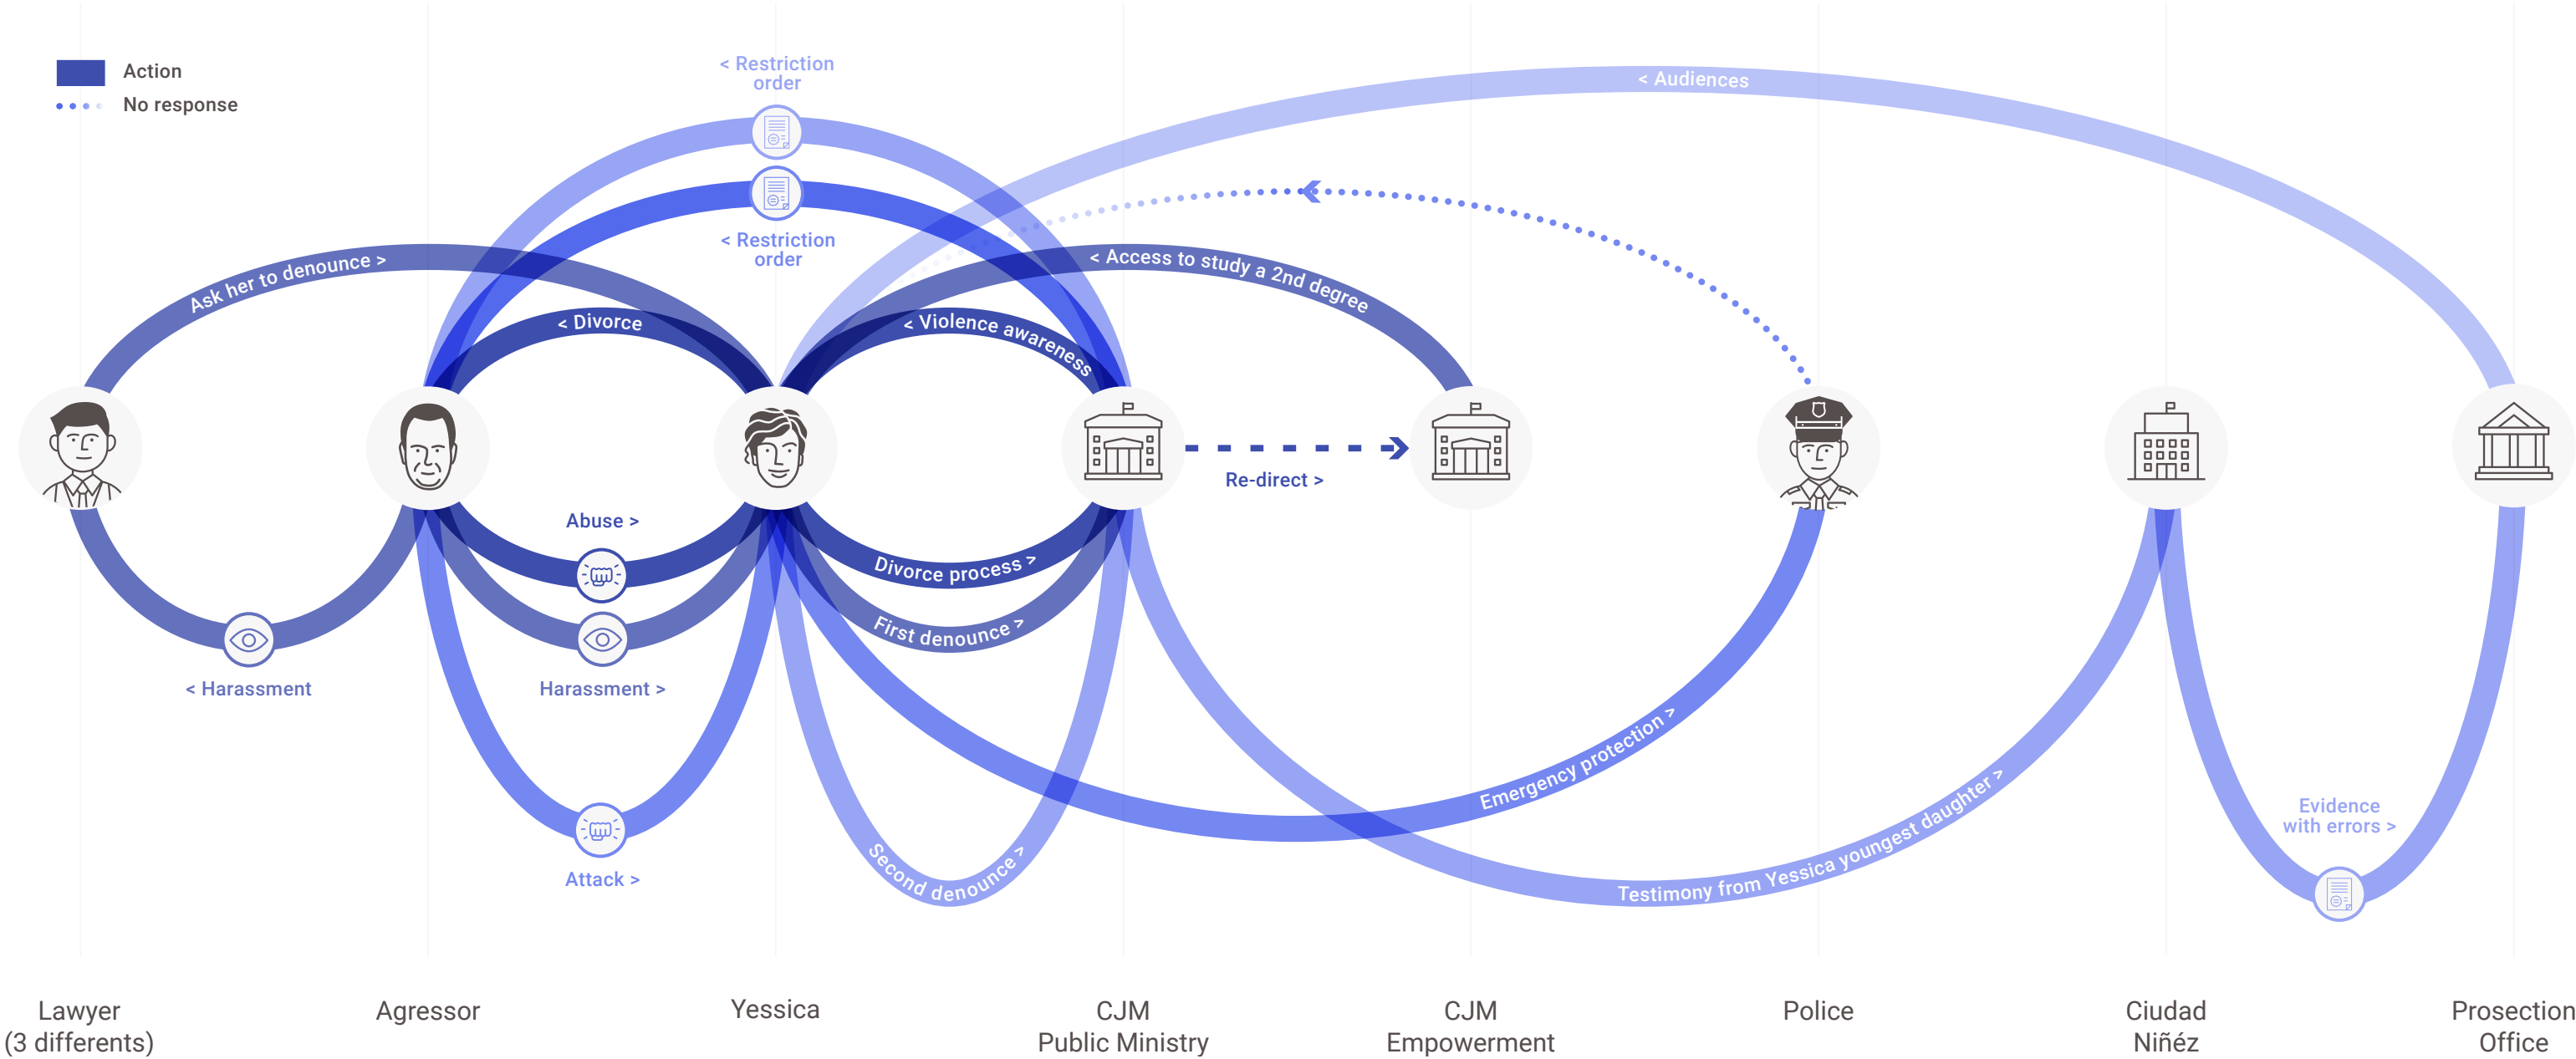 Action
No response
< Restriction
order
< Audiences
< Restriction
order
Ask her to denounce >
< Access to study a 2nd degree
< Divorce
< Violence awareness
Re-direct >
Abuse >
Divorce process >
First denounce >
< Harassment
Harassment >
Emergency protection >
Testimony from Yessica youngest daughter >
Evidence
with errors >
Second denounce >
Attack >
Lawyer
(3 differents)
Agressor
Yessica
CJM
Public Ministry
CJM
Empowerment
Police
Ciudad
Niñéz
Prosection
Office